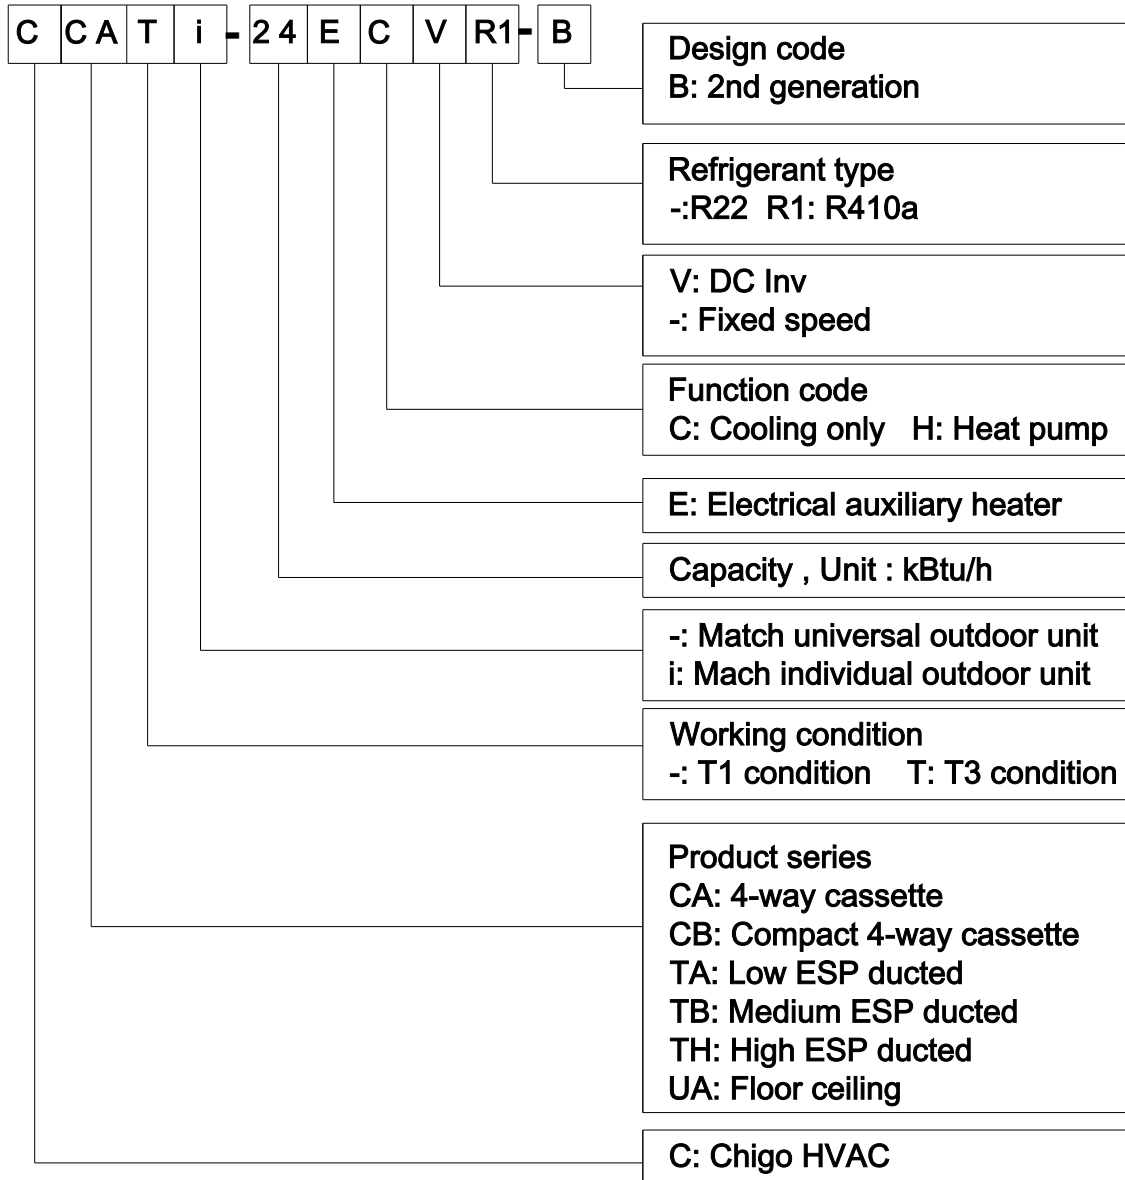 C CA T i - 24 E C V R1 - B
Design code
B: 2nd generation
Refrigerant type
-:R22 R1: R410a
V: DC Inv
-: Fixed speed
Function code
C: Cooling only H: Heat pump
E: Electrical auxiliary heater
Capacity , Unit : kBtu/h
-: Match universal outdoor unit
i: Mach individual outdoor unit
Working condition
-: T1 condition T: T3 condition
Product series
CA: 4-way cassette
CB: Compact 4-way cassette
TA: Low ESP ducted
TB: Medium ESP ducted
TH: High ESP ducted
UA: Floor ceiling
C: Chigo HVAC